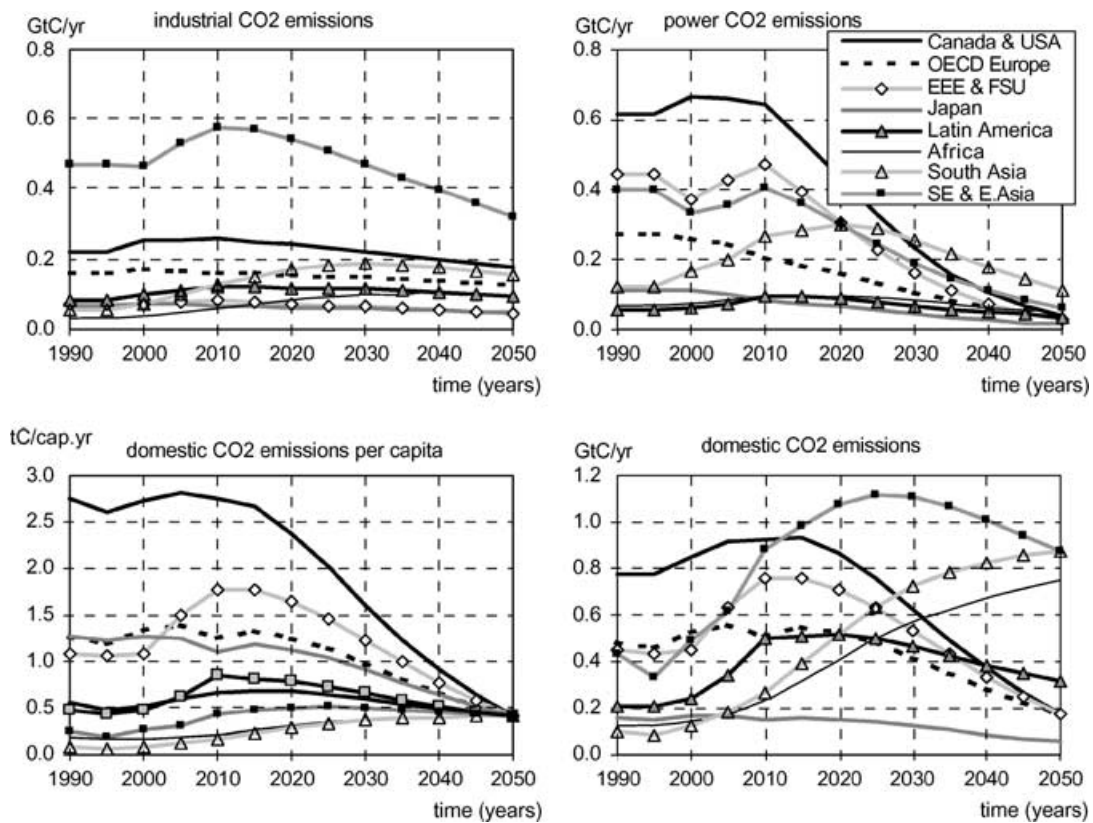 industrial CO2 emissions
GtC/yr
0.8
0.6
0.4
0.2
0.0
1990 2000 2010 2020 2030 2040 2050
time (years)
power CO2 emissions
GtC/yr
0.8
0.6
0.4
0.2
0.0
1990 2000 2010 2020 2030 2040 2050
time (years)
Canada & USA
OECD Europe
EEE & FSU
Japan
Latin America
Africa
South Asia
SE & E.Asia
tC/cap.yr
domestic CO2 emissions per capita
3.0
2.5
2.0
1.5
1.0
0.5
0.0
1990 2000 2010 2020 2030 2040 2050
time (years)
GtC/yr
domestic CO2 emissions
1.2
1.0
0.8
0.6
0.4
0.2
0.0
1990 2000 2010 2020 2030 2040 2050
time (years)